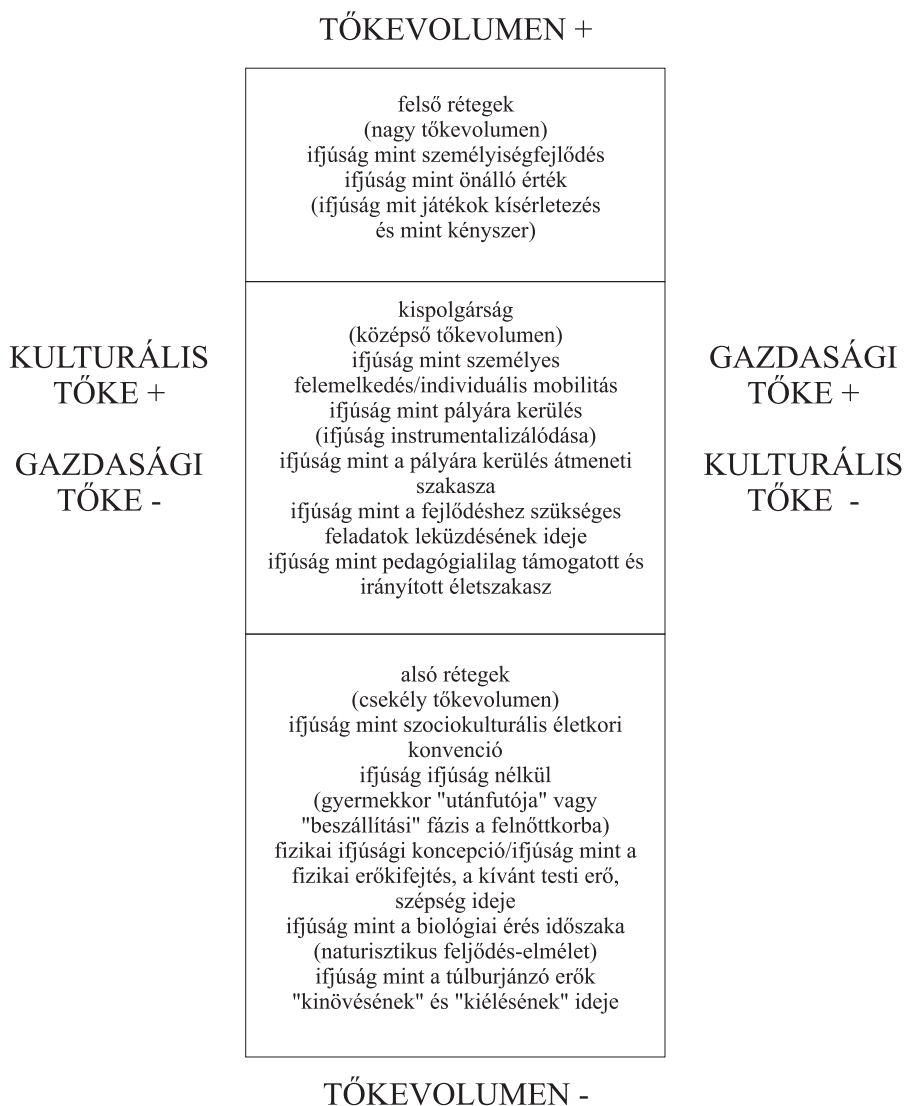 TŐKEVOLUMEN +
felső rétegek
(nagy tőkevolumen)
ifjúság mint személyiségfejlődés
ifjúság mint önálló érték
(ifjúság mit játékok kísérletezés
és mint kényszer)
KULTURÁLIS
TŐKE +
GAZDASÁGI
TŐKE -
kispolgárság
(középső tőkevolumen)
ifjúság mint személyes
felemelkedés/individuális mobilitás
ifjúság mint pályára kerülés
(ifjúság instrumentalizálódása)
ifjúság mint a pályára kerülés átmeneti
szakasza
ifjúság mint a fejlődéshez szükséges
feladatok leküzdésének ideje
ifjúság mint pedagógialilag támogatott és
irányított életszakasz
GAZDASÁGI
TŐKE +
KULTURÁLIS
TŐKE -
alsó rétegek
(csekély tőkevolumen)
ifjúság mint szociokulturális életkori
konvenció
ifjúság ifjúság nélkül
(gyermekkor "utánfutója" vagy
"beszállítási" fázis a felnőttkorba)
fizikai ifjúsági koncepció/ifjúság mint a
fizikai erőkifejtés, a kívánt testi erő,
szépség ideje
ifjúság mint a biológiai érés időszaka
(naturisztikus feljődés-elmélet)
ifjúság mint a túlburjánzó erők
"kinövésének" és "kiélésének" ideje
TŐKEVOLUMEN -